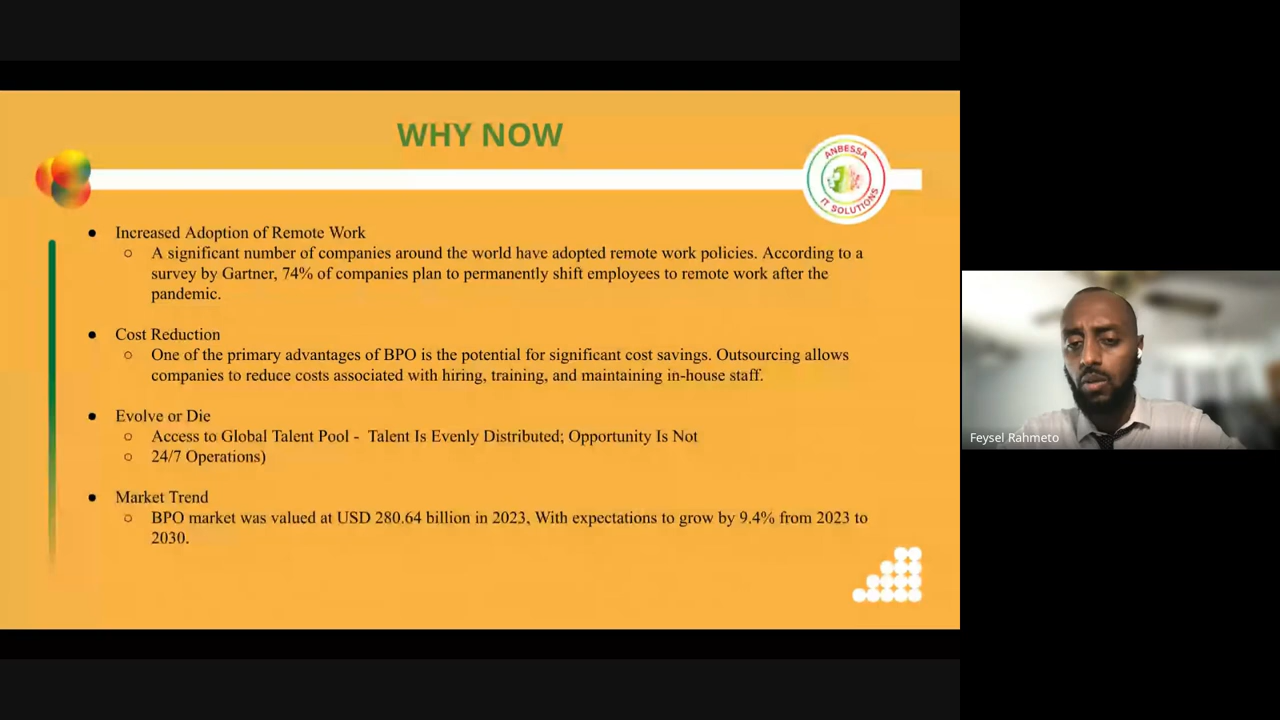 WHY NOW
ANBESSA
IT SOLUTIONS
● Increased Adoption of Remote Work
○ A significant number of companies around the world have adopted remote work policies. According to a
survey by Gartner, 74% of companies plan to permanently shift employees to remote work after the
pandemic.
● Cost Reduction
○ One of the primary advantages of BPO is the potential for significant cost savings. Outsourcing allows
companies to reduce costs associated with hiring, training, and maintaining in-house staff.
● Evolve or Die
○ Access to Global Talent Pool - Talent Is Evenly Distributed; Opportunity Is Not
○ 24/7 Operations)
● Market Trend
○ BPO market was valued at USD 280.64 billion in 2023, With expectations to grow by 9.4% from 2023 to
2030.
Feysel Rahmeto